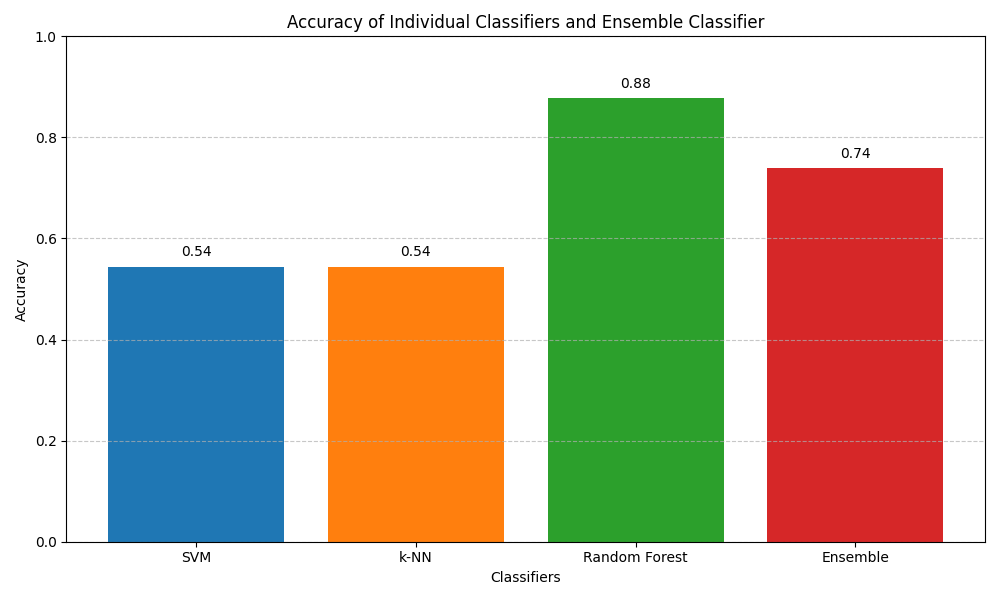 Accuracy of Individual Classifiers and Ensemble Classifier
1.0
0.8
0.6
0.4
0.2
0.0
Accuracy
0.54
0.54
0.88
0.74
SVM
k-NN
Random Forest
Ensemble
Classifiers